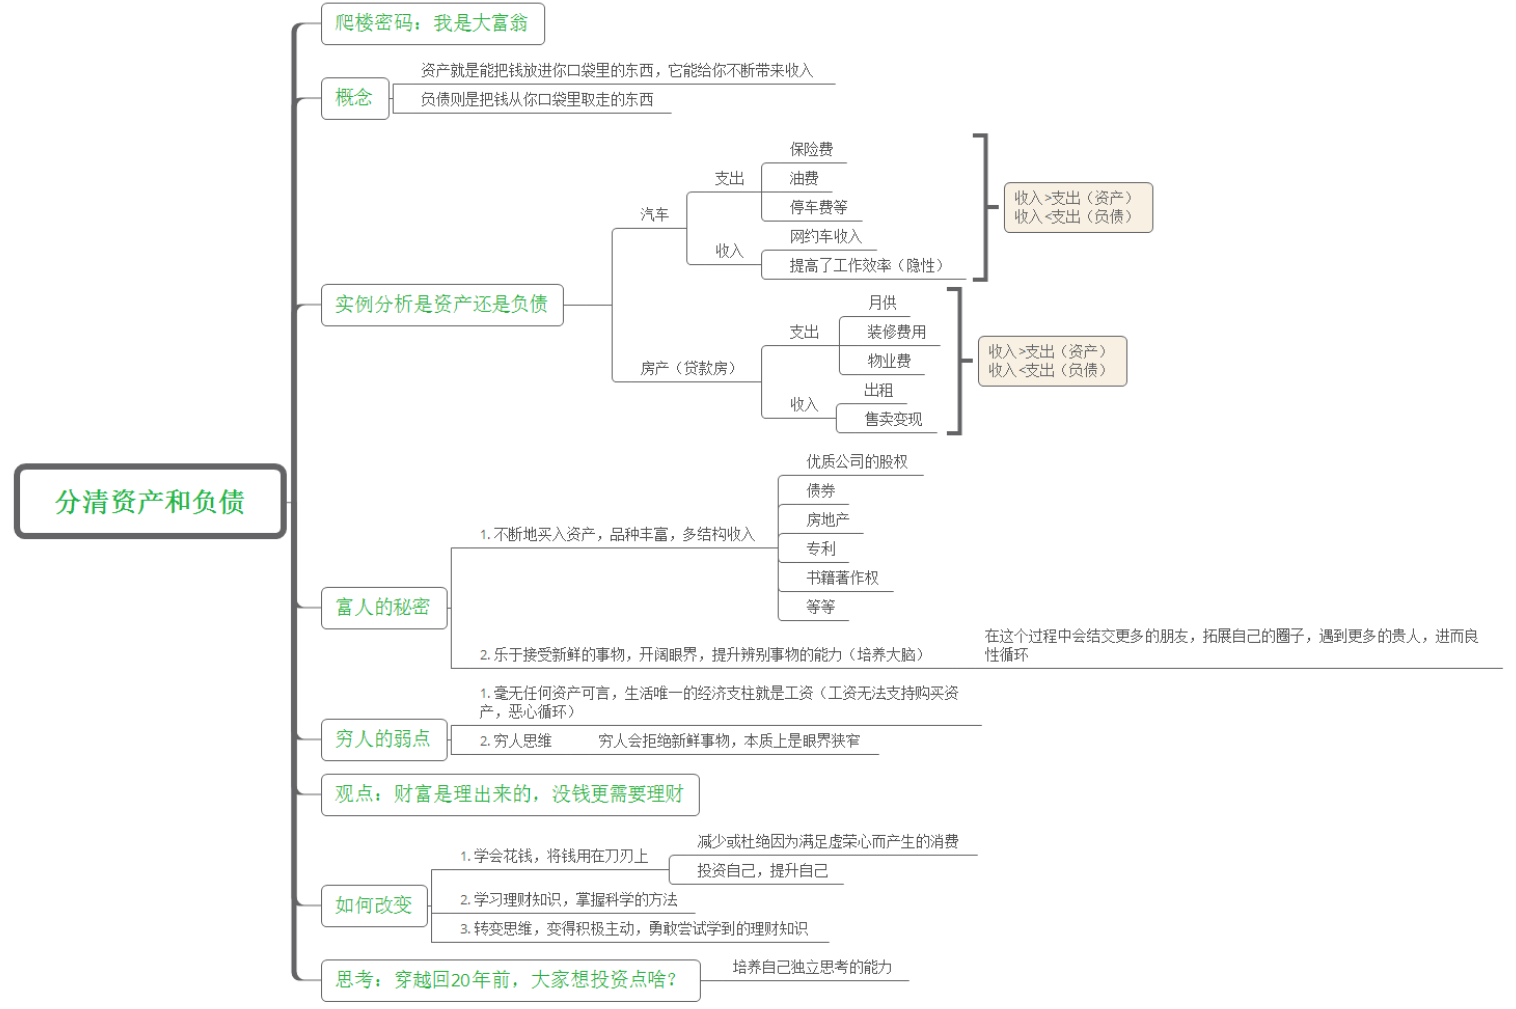 分清资产和负债
爬楼密码：我是大富翁
概念
资产就是能把钱放进你口袋里的东西，它能给你不断带来收入
负债则是把钱从你口袋里取走的东西
实例分析是资产还是负债
汽车
支出
保险费
油费
停车费等
收入
网约车收入
提高了工作效率（隐性）
收入>支出（资产）
收入<支出（负债）
房产（贷款房）
支出
月供
装修费用
物业费
收入
出租
售卖变现
收入>支出（资产）
收入<支出（负债）
富人的秘密
1. 不断地买入资产，品种丰富，多结构收入
优质公司的股权
债券
房地产
专利
书籍著作权
等等
2. 乐于接受新鲜的事物，开阔眼界，提升辨别事物的能力（培养大脑）
在这个过程中会结交更多的朋友，拓展自己的圈子，遇到更多的贵人，进而良
性循环
穷人的弱点
1. 毫无任何资产可言，生活唯一的经济支柱就是工资（工资无法支持购买资
产，恶心循环）
2. 穷人思维
穷人会拒绝新鲜事物，本质上是眼界狭窄
观点：财富是理出来的，没钱更需要理财
如何改变
1. 学会花钱，将钱用在刀刃上
减少或杜绝因为满足虚荣心而产生的消费
投资自己，提升自己
2. 学习理财知识，掌握科学的方法
3. 转变思维，变得积极主动，勇敢尝试学到的理财知识
思考：穿越回20年前，大家想投资点啥？
培养自己独立思考的能力